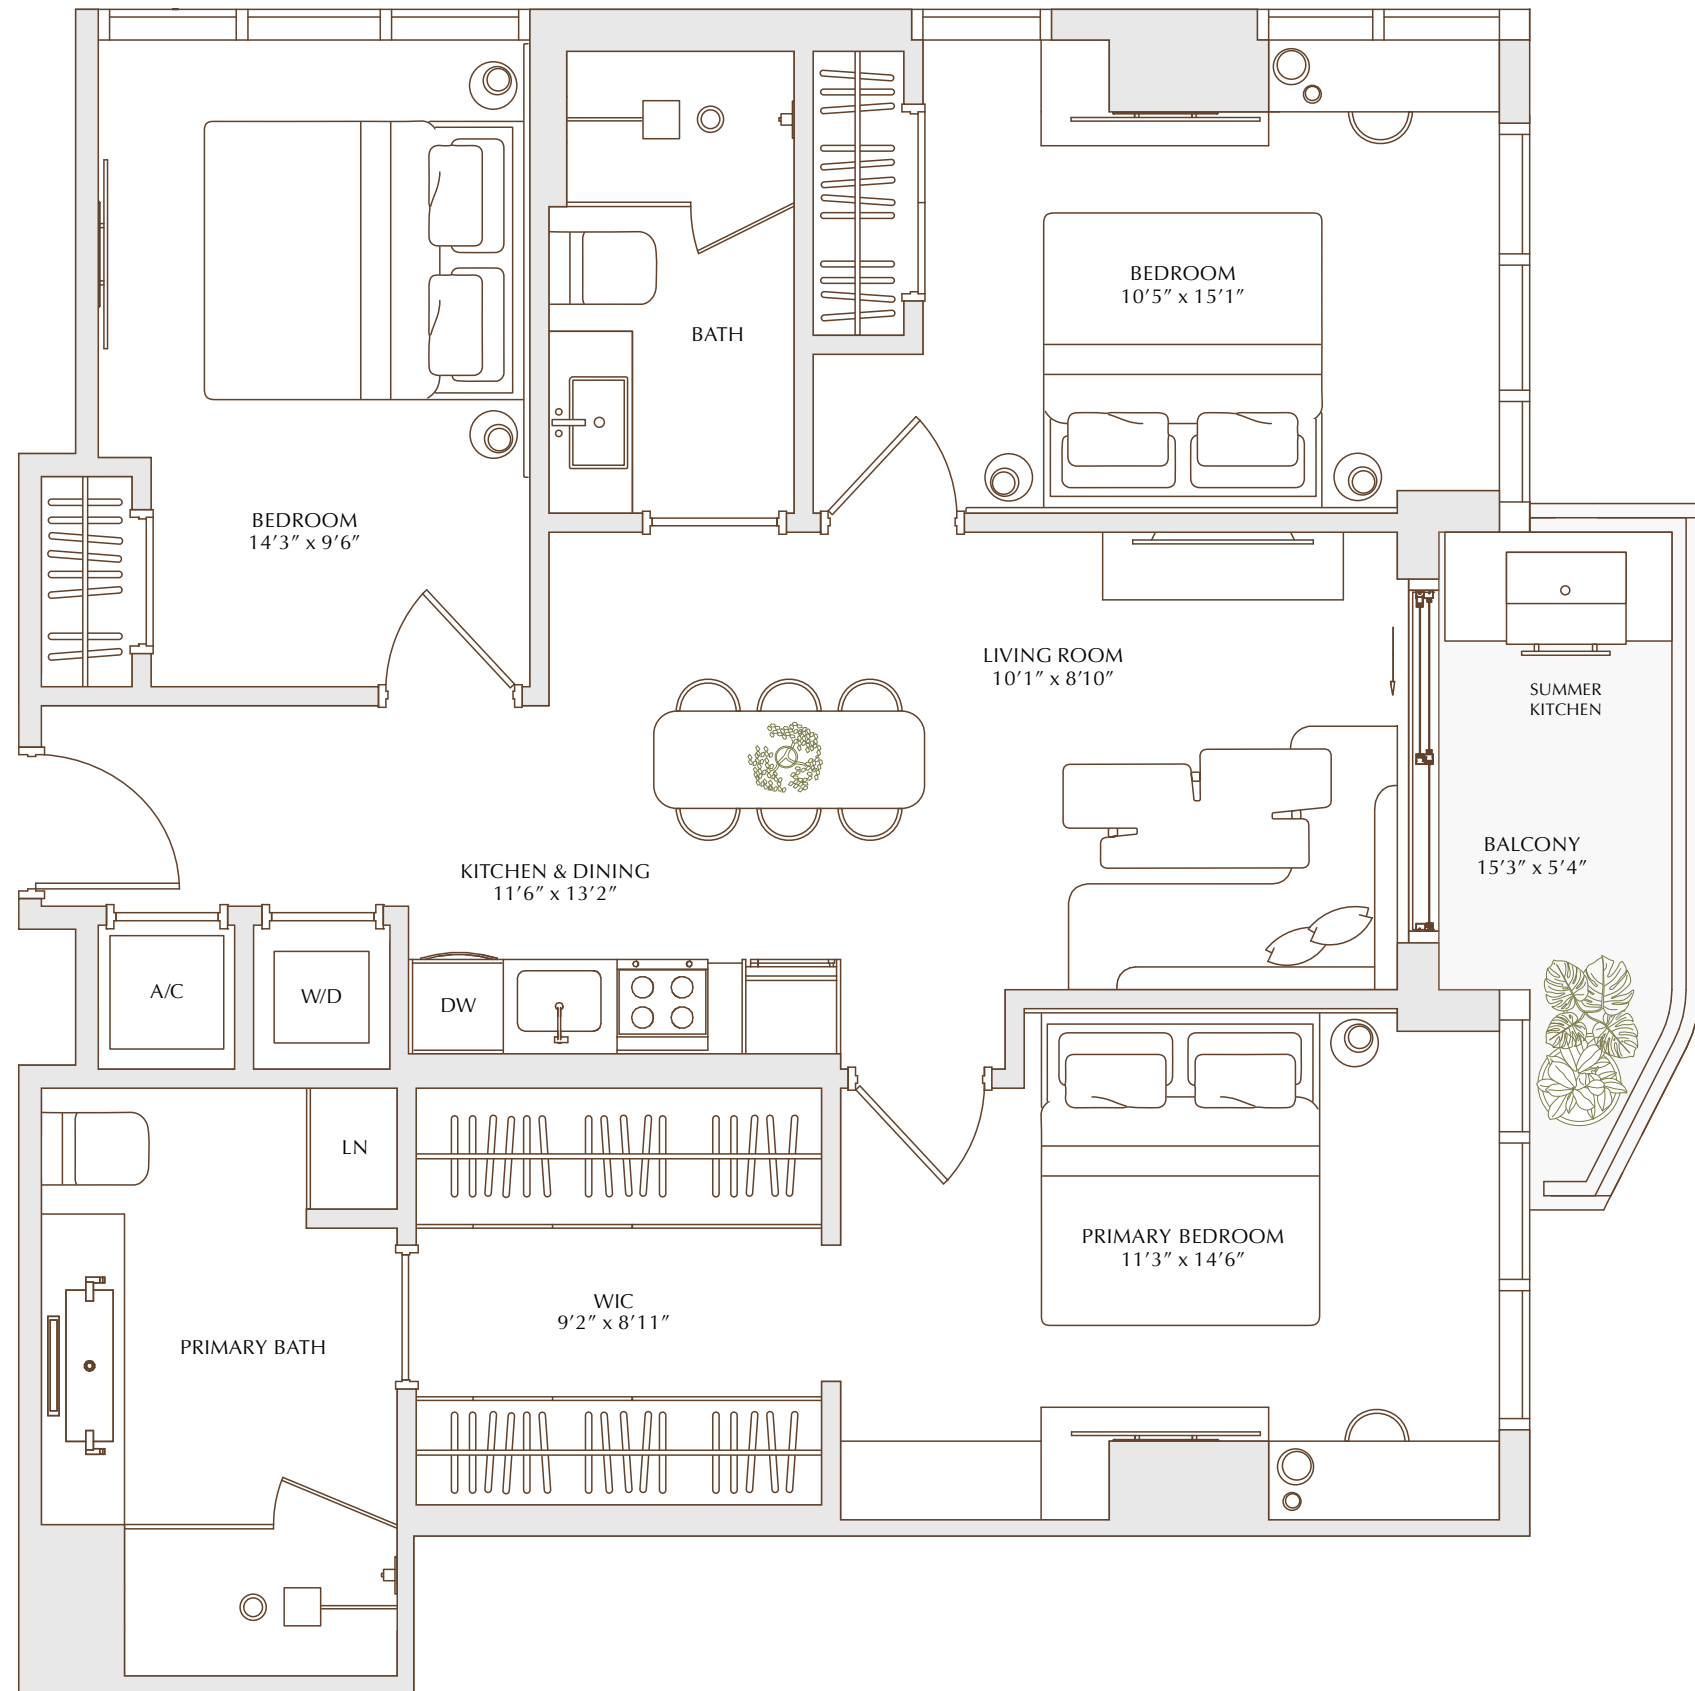 BEDROOM
10'5" x 15'1"
BATH
BEDROOM
14'3" x 9'6"
LIVING ROOM
10'1" x 8'10"
SUMMER
KITCHEN
BALCONY
15'3" x 5'4"
KITCHEN & DINING
11'6" x 13'2"
A/C
W/D
DW
LN
PRIMARY BEDROOM
11'3" x 14'6"
WIC
9'2" x 8'11"
PRIMARY BATH